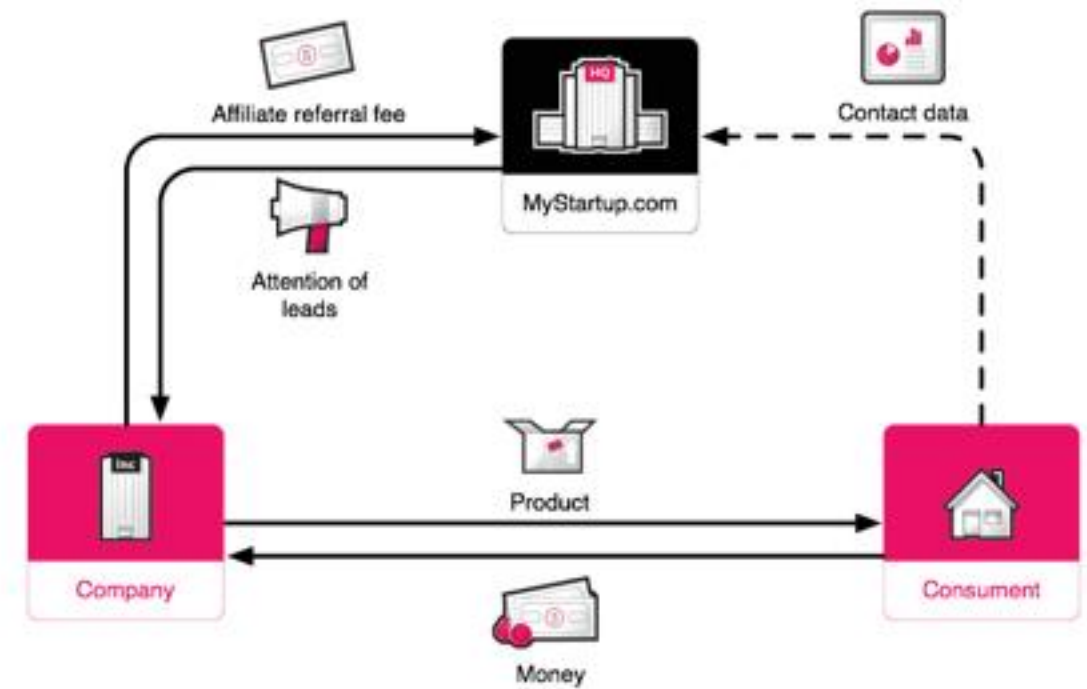 HQ
Affiliate referral fee
Contact data
MyStartup.com
Attention of
leads
Inc
Product
Company
Consument
Money